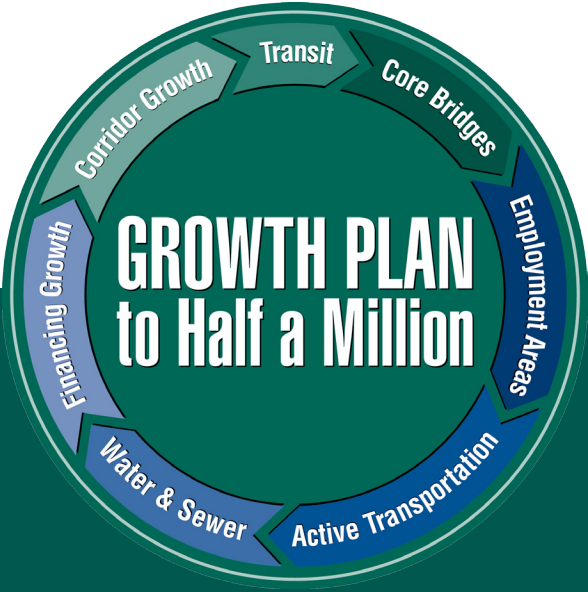 GROWTH PLAN
to Half a Million
Transit
Core Bridges
Employment Areas
Active Transportation
Water & Sewer
Financing Growth
Corridor Growth